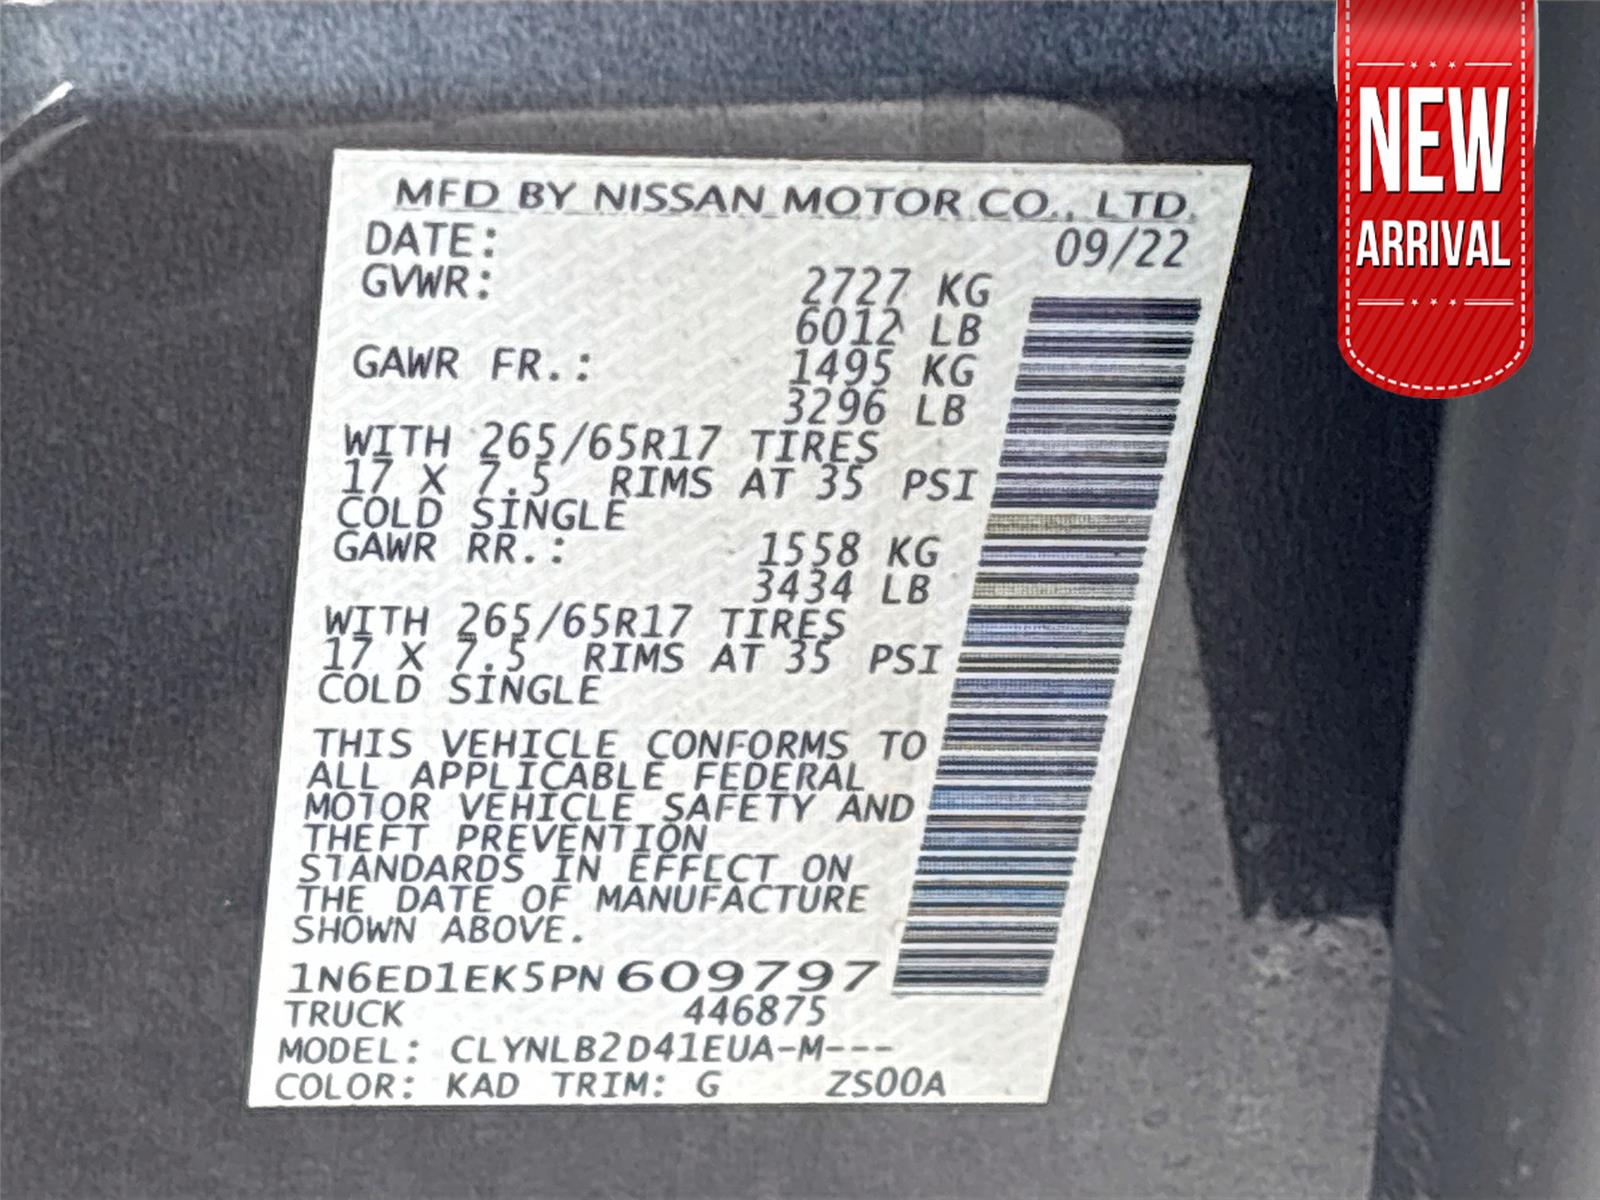 MFD BY NISSAN MOTOR CO., LTD.
DATE: 09/22
GVWR: 2727 KG
6012 LB
GAWR FR.: 1495 KG
3296 LB
WITH 265/65R17 TIRES
17 X 7.5 RIMS AT 35 PSI
COLD SINGLE
GAWR RR.: 1558 KG
3434 LB
WITH 265/65R17 TIRES
17 X 7.5 RIMS AT 35 PSI
COLD SINGLE
THIS VEHICLE CONFORMS TO
ALL APPLICABLE FEDERAL
MOTOR VEHICLE SAFETY AND
THEFT PREVENTION
STANDARDS IN EFFECT ON
THE DATE OF MANUFACTURE
SHOWN ABOVE.
1N6ED1EK5PN609797
TRUCK 446875
MODEL: CLYNLB2D41EUA-M---
COLOR: KAD TRIM: G ZS00A
NEW
ARRIVAL